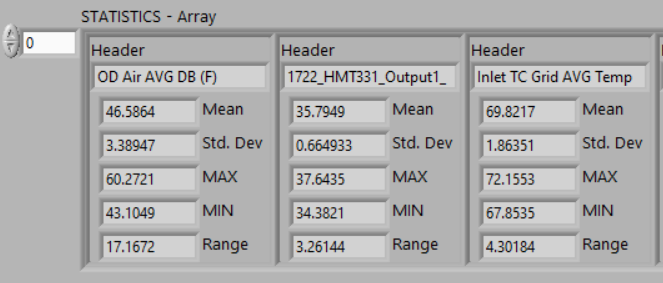 STATISTICS - Array
0
Header Header Header
OD Air AVG DB (F) 1722_HMT331_Output1_ Inlet TC Grid AVG Temp
46.5864 Mean 35.7949 Mean 69.8217 Mean
3.38947 Std. Dev 0.664933 Std. Dev 1.86351 Std. Dev
60.2721 MAX 37.6435 MAX 72.1553 MAX
43.1049 MIN 34.3821 MIN 67.8535 MIN
17.1672 Range 3.26144 Range 4.30184 Range